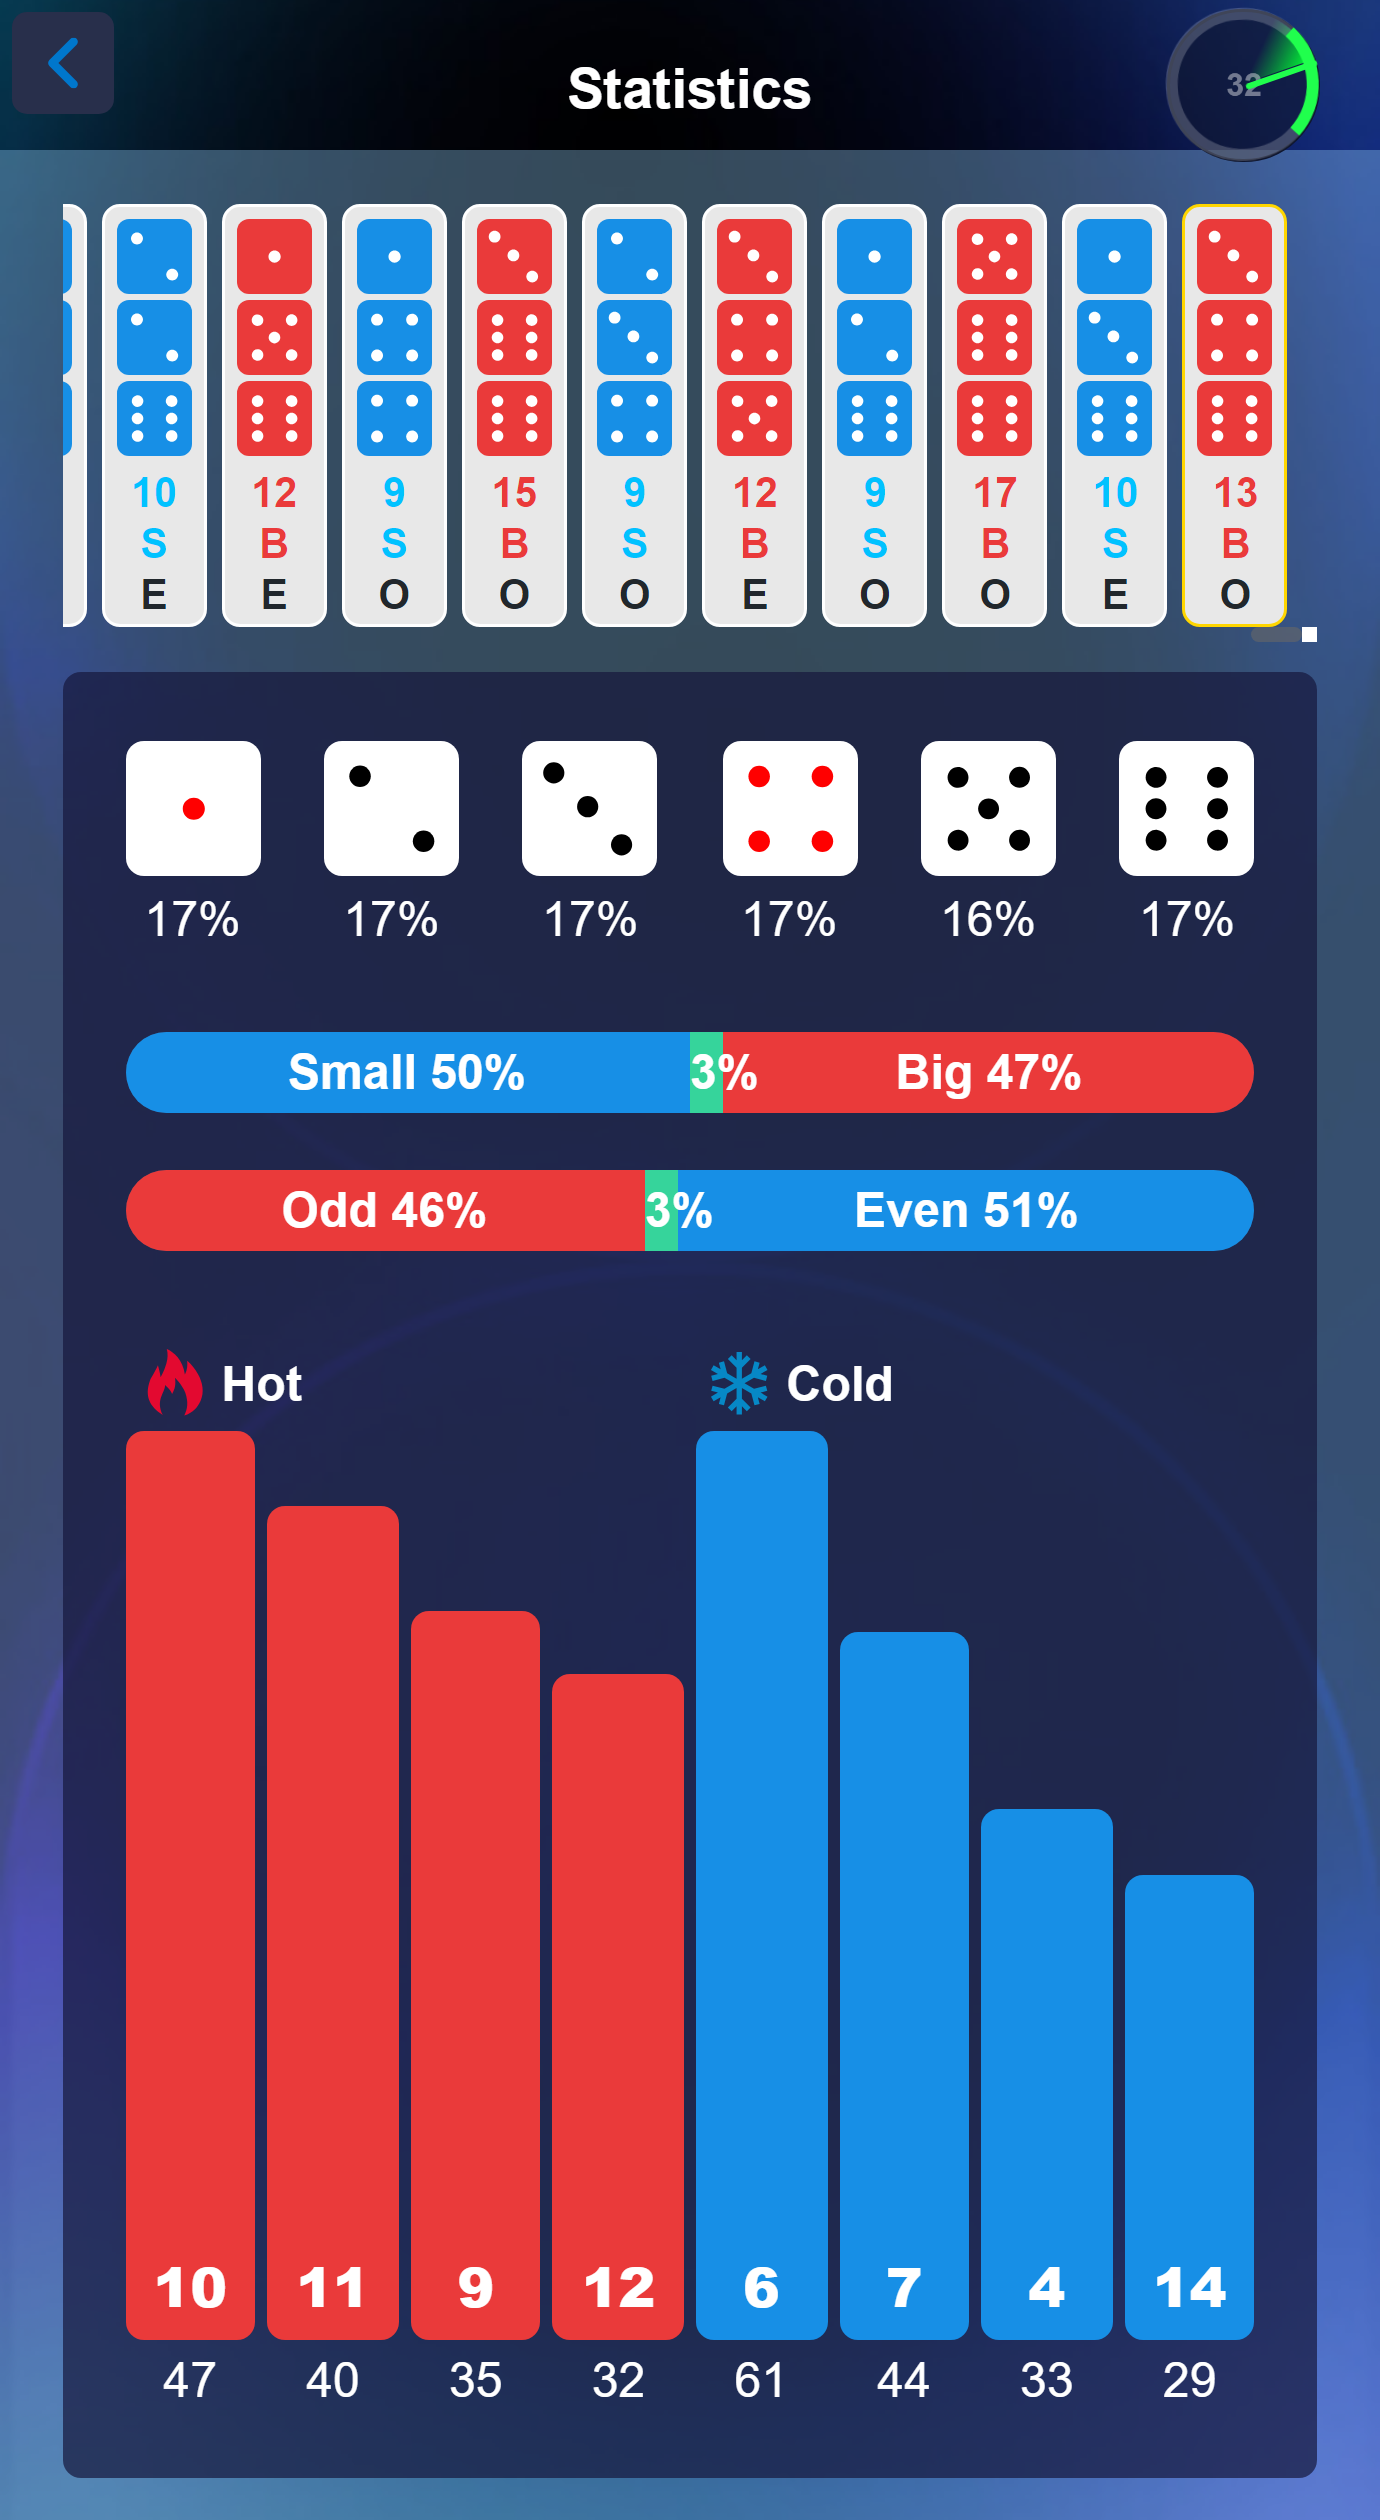 Statistics
32
10 12 9 15 9 12 9 17 10 13
S B S B S B S B S B
E E O O O E O O E O
17% 17% 17% 17% 16% 17%
Small 50% 3% Big 47%
Odd 46% 3% Even 51%
Hot Cold
10 11 9 12 6 7 4 14
47 40 35 32 61 44 33 29